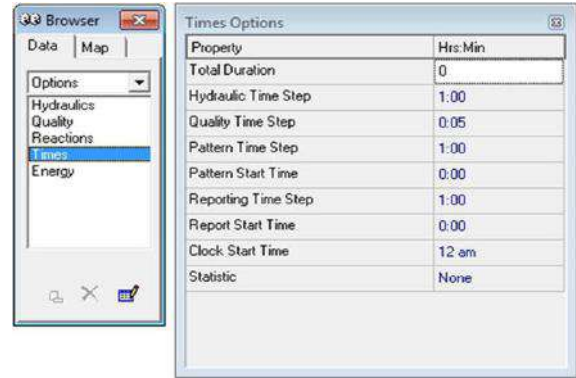 Browser
Data Map
Options
Hydraulics
Quality
Reactions
Times
Energy
Times Options
Property Hrs:Min
Total Duration 0
Hydraulic Time Step 1:00
Quality Time Step 0:05
Pattern Time Step 1:00
Pattern Start Time 0:00
Reporting Time Step 1:00
Report Start Time 0:00
Clock Start Time 12 am
Statistic None